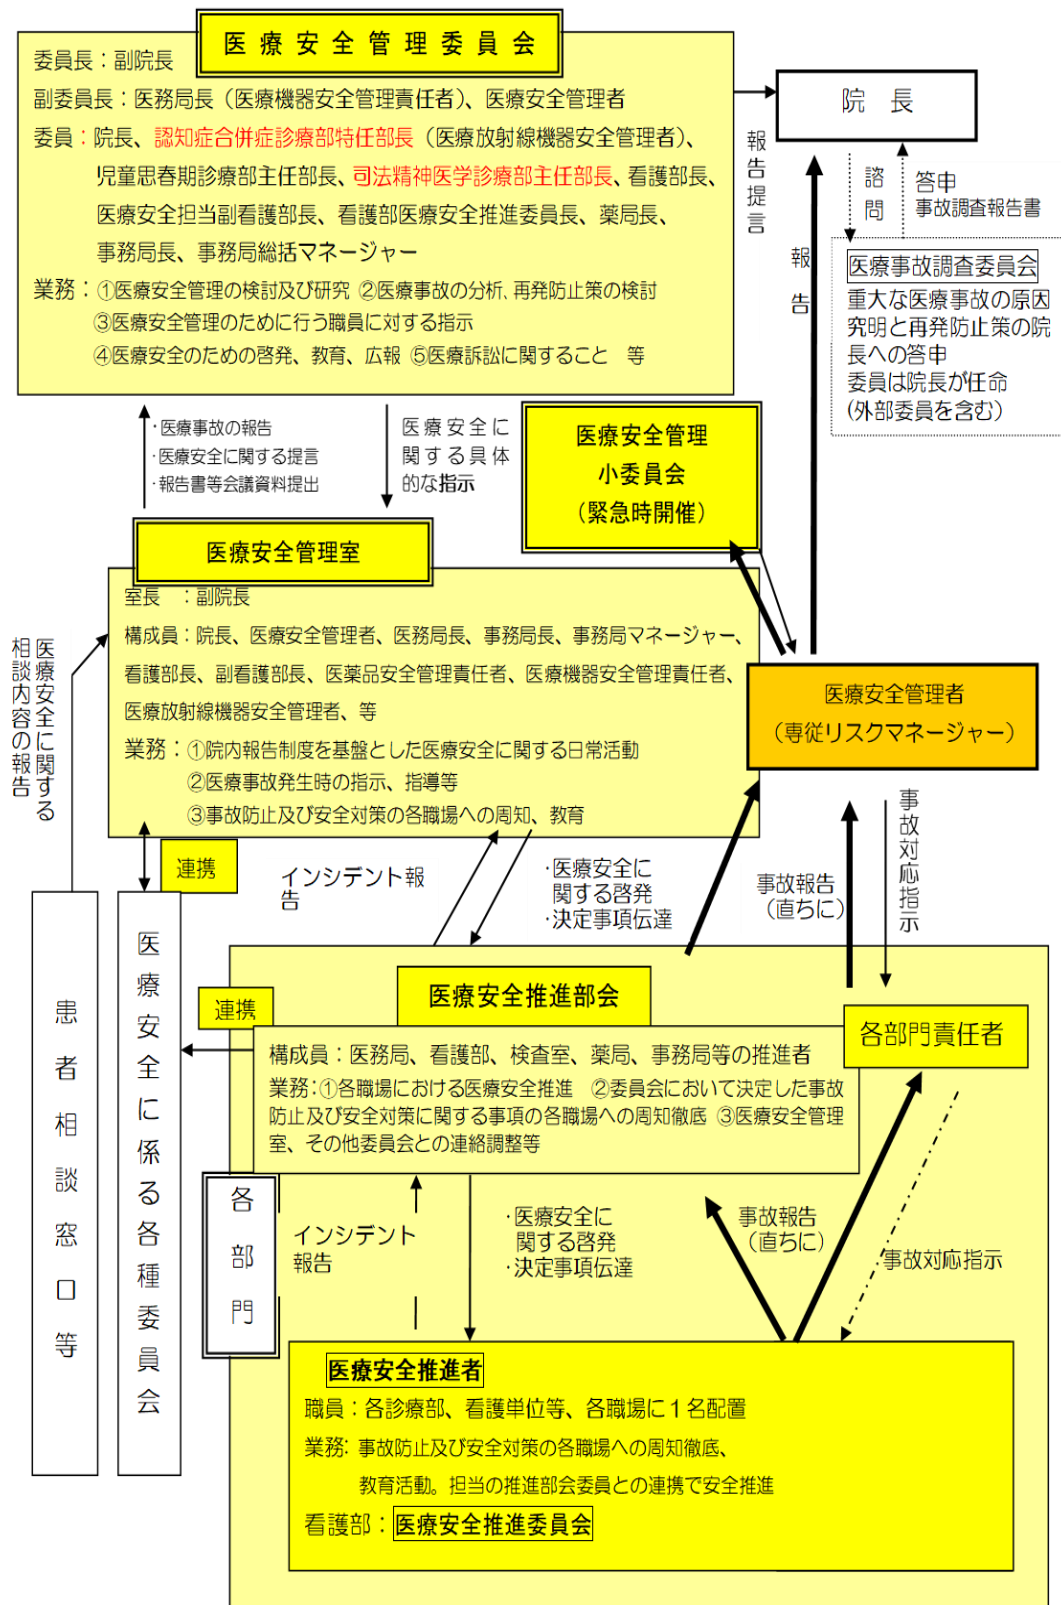 医療安全管理委員会
委員長：副院長
副委員長：医務局長（医療機器安全管理責任者）、医療安全管理者
委員：院長、認知症合併症診療部特任部長（医療放射線機器安全管理者）、
児童思春期診療部主任部長、司法精神医学診療部主任部長、看護部長、
医療安全担当副看護部長、看護部医療安全推進委員長、薬局長、
事務局長、事務局総括マネージャー
業務：①医療安全管理の検討及び研究 ②医療事故の分析、再発防止策の検討
③医療安全管理のために行う職員に対する指示
④医療安全のための啓発、教育、広報 ⑤医療訴訟に関すること 等
報告提言
院 長
諮問
答申
事故調査報告書
報告
医療事故調査委員会
重大な医療事故の原因
究明と再発防止策の院
長への答申
委員は院長が任命
(外部委員を含む)
・医療事故の報告
・医療安全に関する提言
・報告書等会議資料提出
医療安全に
関する具体
的な指示
医療安全管理
小委員会
（緊急時開催）
医療安全管理室
室長 ：副院長
構成員：院長、医療安全管理者、医務局長、事務局長、事務局マネージャー、
看護部長、副看護部長、医薬品安全管理責任者、医療機器安全管理責任者、
医療放射線機器安全管理者、等
業務：①院内報告制度を基盤とした医療安全に関する日常活動
②医療事故発生時の指示、指導等
③事故防止及び安全対策の各職場への周知、教育
医療安全に関する
相談内容の報告
医療安全管理者
（専従リスクマネージャー）
連携
インシデント報
告
・医療安全に
関する啓発
・決定事項伝達
事故報告
（直ちに）
事故対応指示
患者相談窓口等
医療安全に係る各種委員会
連携
医療安全推進部会
各部門責任者
構成員：医務局、看護部、検査室、薬局、事務局等の推進者
業務：①各職場における医療安全推進 ②委員会において決定した事故
防止及び安全対策に関する事項の各職場への周知徹底 ③医療安全管理
室、その他委員会との連絡調整等
各部門
インシデント
報告
・医療安全に
関する啓発
・決定事項伝達
事故報告
（直ちに）
事故対応指示
医療安全推進者
職員：各診療部、看護単位等、各職場に１名配置
業務：事故防止及び安全対策の各職場への周知徹底、
教育活動。担当の推進部会委員との連携で安全推進
看護部：医療安全推進委員会